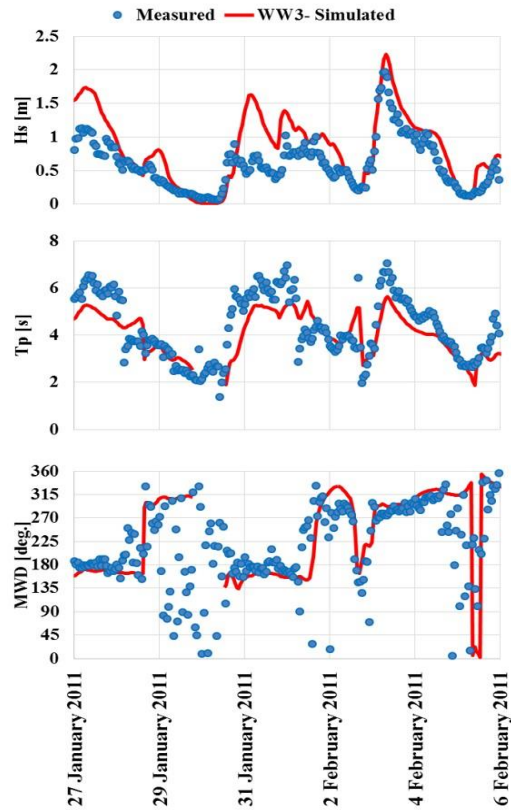 Measured WW3- Simulated
Hs [m]
2.5
2
1.5
1
0.5
0
Tp [s]
8
6
4
2
0
MWD [deg.]
360
315
270
225
180
135
90
45
0
27 January 2011
29 January 2011
31 January 2011
2 February 2011
4 February 2011
6 February 2011